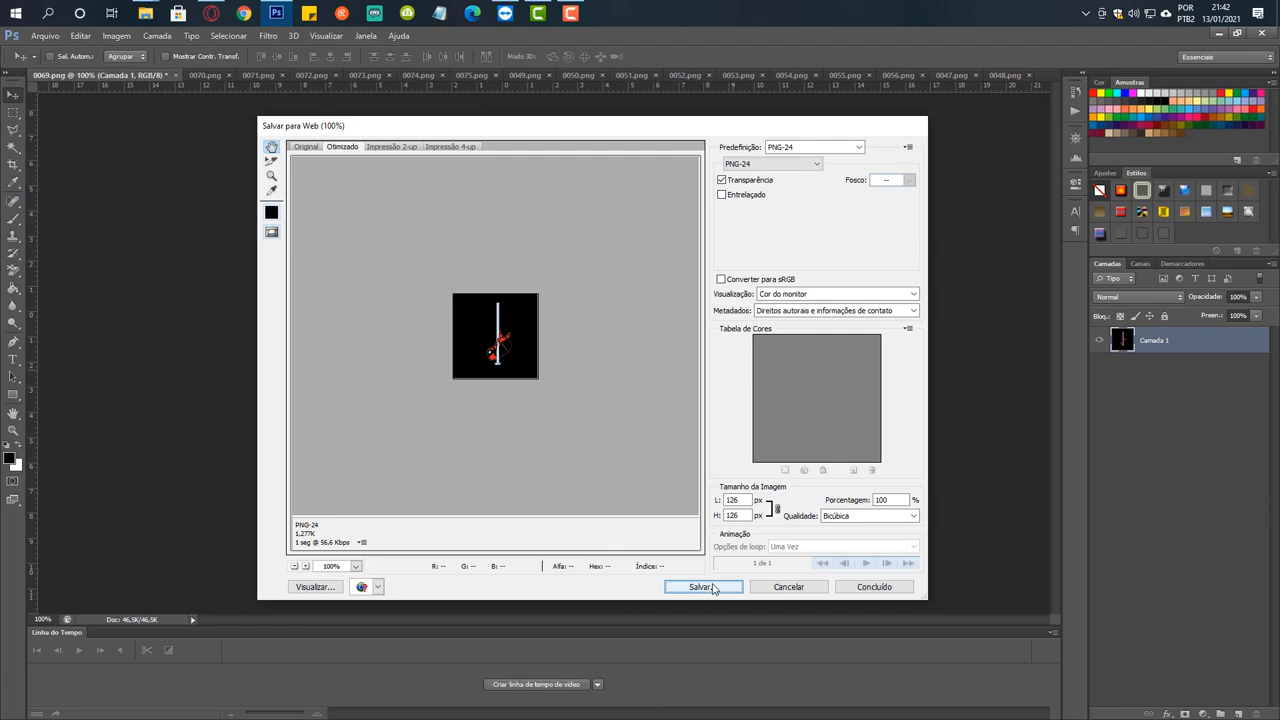 POR
21:42
PTB2
13/01/2021
Arquivo Editar Imagem Camada Tipo Selecionar Filtro 3D Visualizar Janela Ajuda
Sel. Autom.: Agrupar Mostrar Contr. Transf. Modo 3D: Essenciais
0069.png @ 100% (Camada 1, RGB/8) * × 0070.png × 0071.png × 0072.png × 0073.png × 0074.png × 0075.png × 0049.png × 0050.png × 0051.png × 0052.png × 0053.png × 0054.png × 0055.png × 0056.png × 0047.png × 0048.png ×
Cor Amostras
Salvar para Web (100%)
Original Otimizado Impressão 2-up Impressão 4-up
Predefinição: PNG-24
PNG-24
Transparência Fosco: --
Entrelaçado
Ajustes Estilos
Converter para sRGB
Visualização: Cor do monitor
Metadados: Direitos autorais e informações de contato
Tabela de Cores
Camadas Canais Demarcadores
Tipo
Normal Opacidade: 100%
Bloq.: Preen.: 100%
Camada 1
Tamanho da Imagem
L: 126 px Porcentagem: 100 %
H: 126 px Qualidade: Bicúbica
Animação
Opções de loop: Uma Vez
1 de 1
PNG-24
1,277K
1 seg @ 56,6 Kbps
100% R: -- G: -- B: -- Alfa: -- Hex: -- Índice: --
Visualizar... Salvar... Cancelar Concluído
100% Doc: 46,5K/46,5K
Linha do Tempo
Criar linha de tempo de vídeo